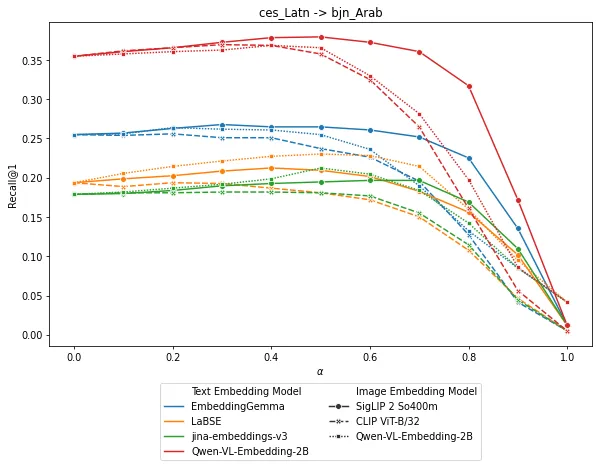 ces_Latn -> bjn_Arab
Recall@1
0.35
0.30
0.25
0.20
0.15
0.10
0.05
0.00
0.0 0.2 0.4 0.6 0.8 1.0
α
Text Embedding Model Image Embedding Model
EmbeddingGemma SigLIP 2 So400m
LaBSE CLIP ViT-B/32
jina-embeddings-v3 Qwen-VL-Embedding-2B
Qwen-VL-Embedding-2B